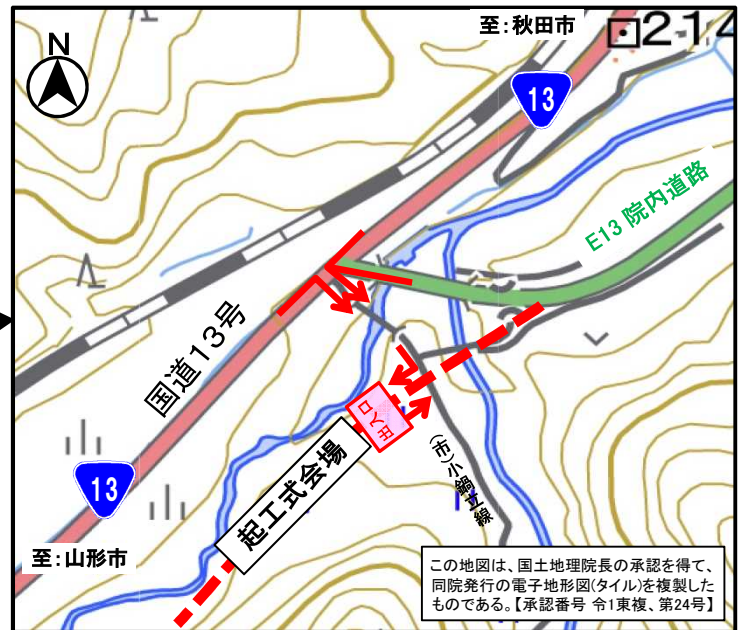 N
至:秋田市
214
13
E13 院内道路
国道13号
出入口
起工式会場
(市)小鍋立線
13
至:山形市
この地図は、国土地理院長の承認を得て、
同院発行の電子地形図(タイル)を複製した
ものである。【承認番号 令1東複、第24号】